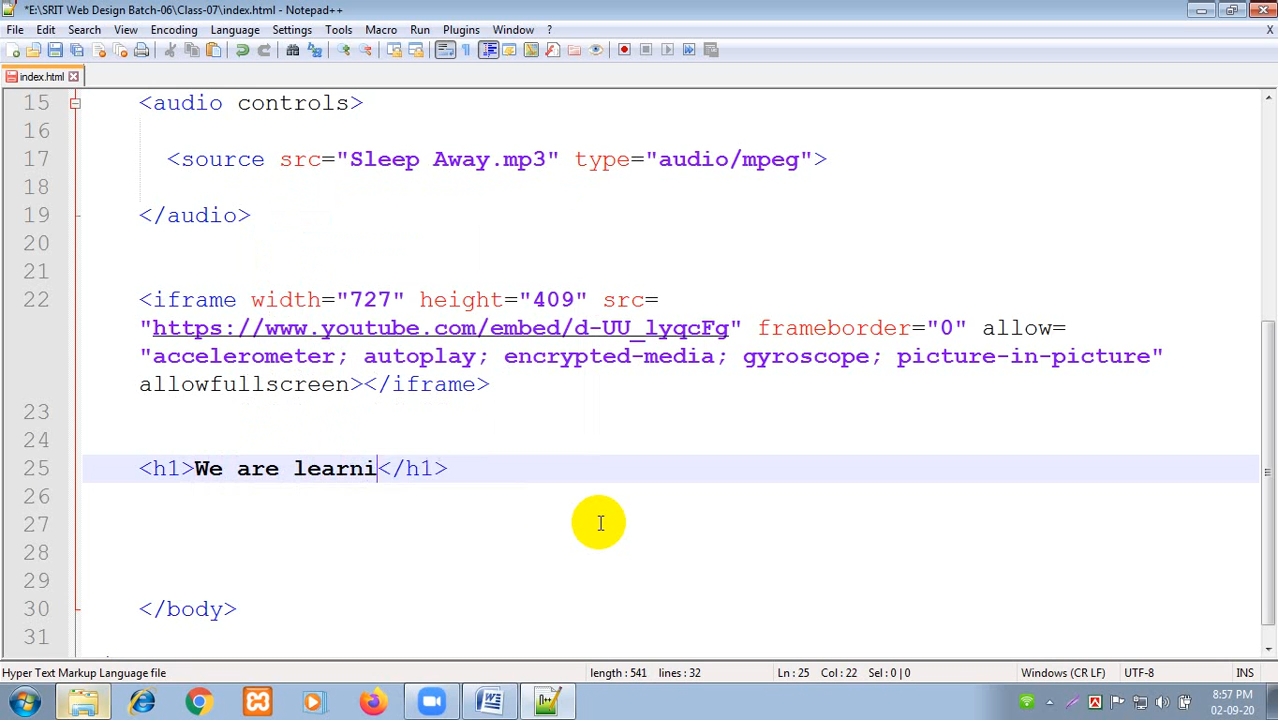 *E:\SRIT Web Design Batch-06\Class-07\index.html - Notepad++
File Edit Search View Encoding Language Settings Tools Macro Run Plugins Window ? X
index.html
15 <audio controls>
16
17 <source src="Sleep Away.mp3" type="audio/mpeg">
18
19 </audio>
20
21
22 <iframe width="727" height="409" src=
"https://www.youtube.com/embed/d-UU_lyqcFg" frameborder="0" allow=
"accelerometer; autoplay; encrypted-media; gyroscope; picture-in-picture"
allowfullscreen></iframe>
23
24
25 <h1>We are learni</h1>
26
27
28
29
30 </body>
31
Hyper Text Markup Language file length : 541 lines : 32 Ln : 25 Col : 22 Sel : 0 | 0 Windows (CR LF) UTF-8 INS
8:57 PM
02-09-20